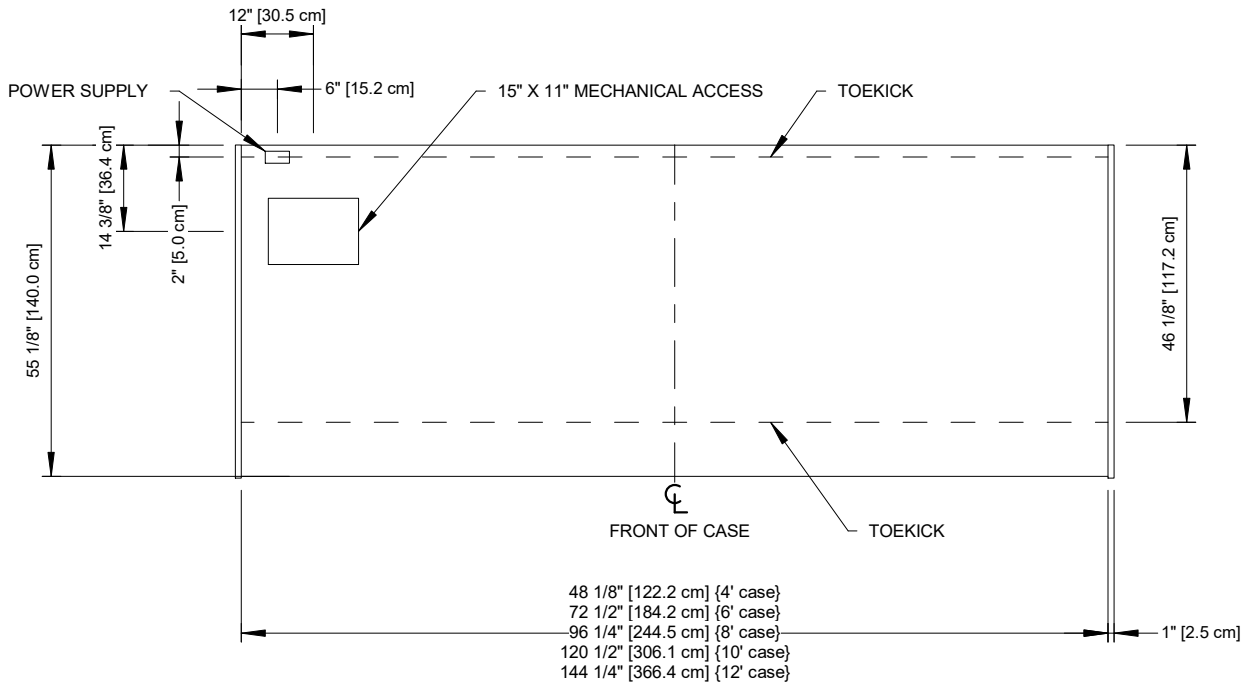 12" [30.5 cm]
POWER SUPPLY
6" [15.2 cm]
15" X 11" MECHANICAL ACCESS
TOEKICK
14 3/8" [36.4 cm]
2" [5.0 cm]
55 1/8" [140.0 cm]
46 1/8" [117.2 cm]
CL
FRONT OF CASE
TOEKICK
48 1/8" [122.2 cm] {4' case}
72 1/2" [184.2 cm] {6' case}
96 1/4" [244.5 cm] {8' case}
1" [2.5 cm]
120 1/2" [306.1 cm] {10' case}
144 1/4" [366.4 cm] {12' case}